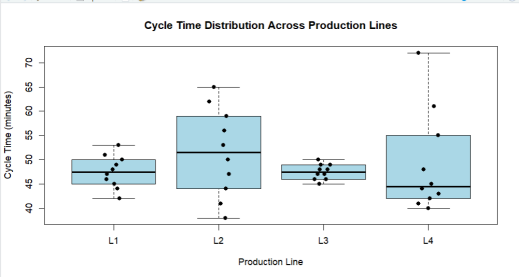 Cycle Time Distribution Across Production Lines
Cycle Time (minutes)
70
65
60
55
50
45
40
L1 L2 L3 L4
Production Line